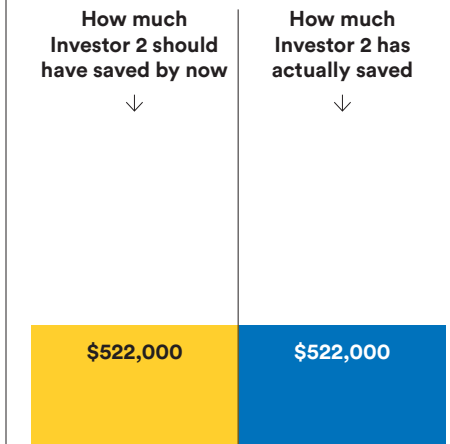 How much
Investor 2 should
have saved by now
How much
Investor 2 has
actually saved
$522,000
$522,000